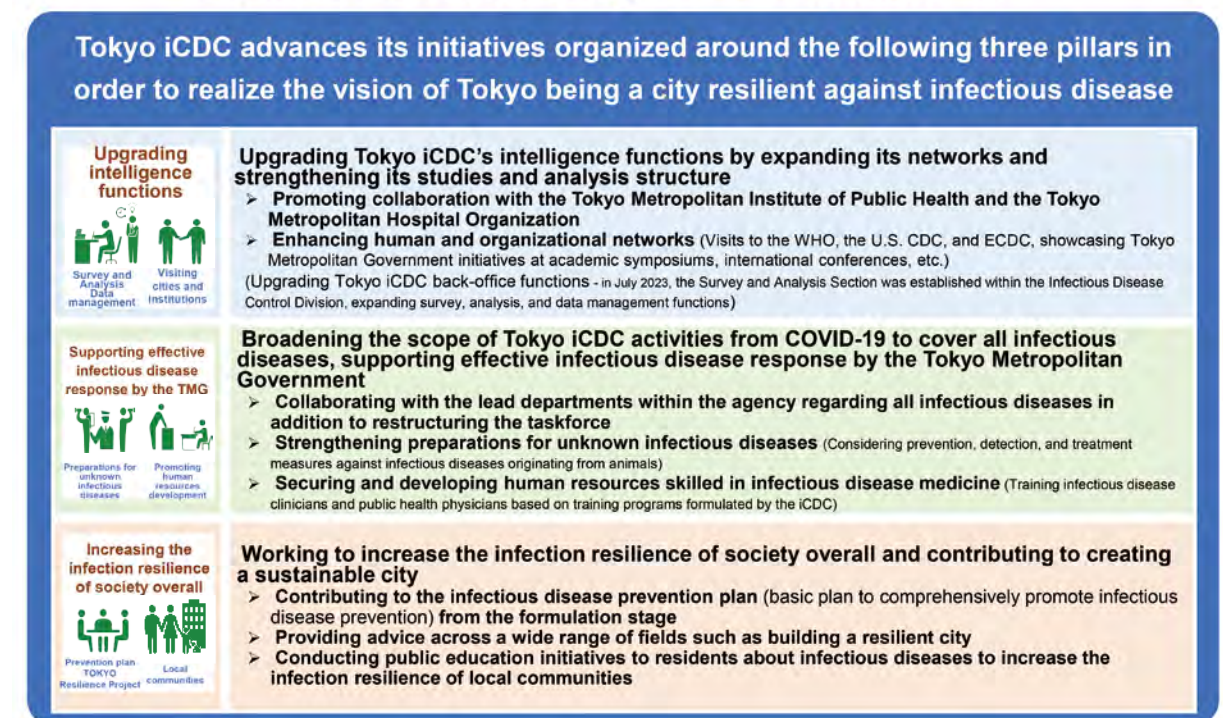 Tokyo iCDC advances its initiatives organized around the following three pillars in
order to realize the vision of Tokyo being a city resilient against infectious disease
Upgrading
intelligence
functions
Survey and
Analysis
Data
management
Visiting
cities and
institutions
Upgrading Tokyo iCDC's intelligence functions by expanding its networks and
strengthening its studies and analysis structure
➢ Promoting collaboration with the Tokyo Metropolitan Institute of Public Health and the Tokyo
Metropolitan Hospital Organization
➢ Enhancing human and organizational networks (Visits to the WHO, the U.S. CDC, and ECDC, showcasing Tokyo
Metropolitan Government initiatives at academic symposiums, international conferences, etc.)
(Upgrading Tokyo iCDC back-office functions - in July 2023, the Survey and Analysis Section was established within the Infectious Disease
Control Division, expanding survey, analysis, and data management functions)
Supporting effective
infectious disease
response by the TMG
Preparations for
unknown
infectious
diseases
Promoting
human
resources
development
Broadening the scope of Tokyo iCDC activities from COVID-19 to cover all infectious
diseases, supporting effective infectious disease response by the Tokyo Metropolitan
Government
➢ Collaborating with the lead departments within the agency regarding all infectious diseases in
addition to restructuring the taskforce
➢ Strengthening preparations for unknown infectious diseases (Considering prevention, detection, and treatment
measures against infectious diseases originating from animals)
➢ Securing and developing human resources skilled in infectious disease medicine (Training infectious disease
clinicians and public health physicians based on training programs formulated by the iCDC)
Increasing the
infection resilience
of society overall
Prevention plan
TOKYO
Resilience Project
Local
communities
Working to increase the infection resilience of society overall and contributing to creating
a sustainable city
➢ Contributing to the infectious disease prevention plan (basic plan to comprehensively promote infectious
disease prevention) from the formulation stage
➢ Providing advice across a wide range of fields such as building a resilient city
➢ Conducting public education initiatives to residents about infectious diseases to increase the
infection resilience of local communities